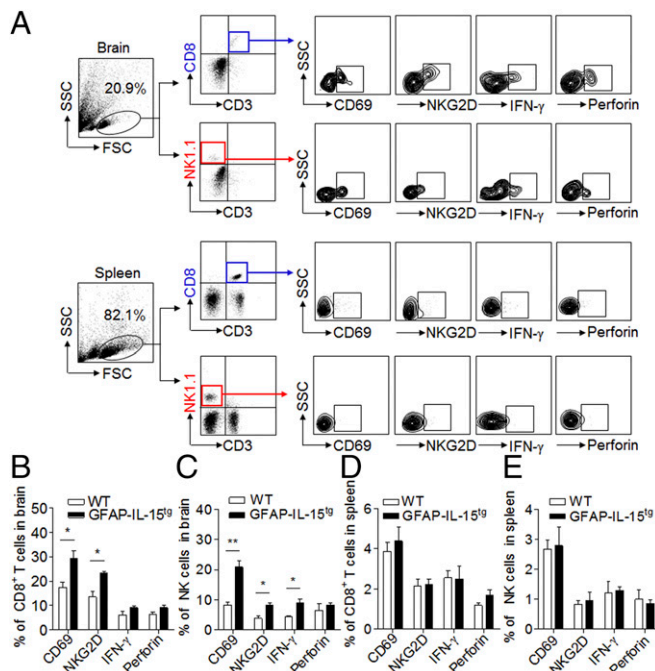 A
Brain
SSC
20.9%
FSC
CD8
CD3
SSC
CD69
NKG2D
IFN-γ
Perforin
NK1.1
CD3
SSC
CD69
NKG2D
IFN-γ
Perforin
Spleen
SSC
82.1%
FSC
CD8
CD3
SSC
CD69
NKG2D
IFN-γ
Perforin
NK1.1
CD3
SSC
CD69
NKG2D
IFN-γ
Perforin
B
WT
GFAP-IL-15tg
% of CD8+ T cells in brain
50
40
30
20
10
0
*
*
CD69
NKG2D
IFN-γ
Perforin
C
WT
GFAP-IL-15tg
% of NK cells in brain
40
30
20
10
0
**
*
*
CD69
NKG2D
IFN-γ
Perforin
D
WT
GFAP-IL-15tg
% of CD8+ T cells in spleen
6
4
2
0
CD69
NKG2D
IFN-γ
Perforin
E
WT
GFAP-IL-15tg
% of NK cells in spleen
5
4
3
2
1
0
CD69
NKG2D
IFN-γ
Perforin